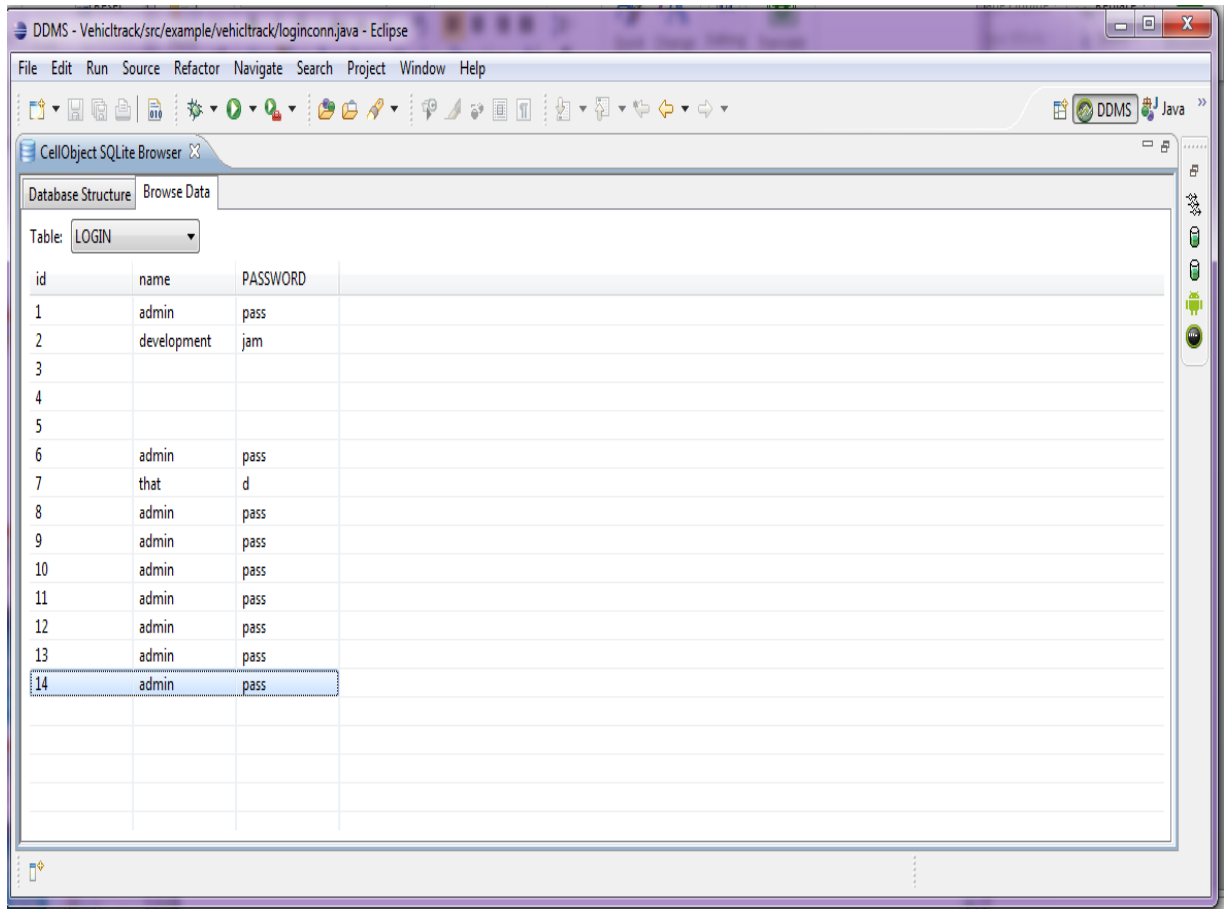 DDMS - Vehicltrack/src/example/vehicltrack/loginconn.java - Eclipse
File Edit Run Source Refactor Navigate Search Project Window Help
DDMS Java »
CellObject SQLite Browser
Database Structure Browse Data
Table: LOGIN
id name PASSWORD
1 admin pass
2 development jam
3
4
5
6 admin pass
7 that d
8 admin pass
9 admin pass
10 admin pass
11 admin pass
12 admin pass
13 admin pass
14 admin pass